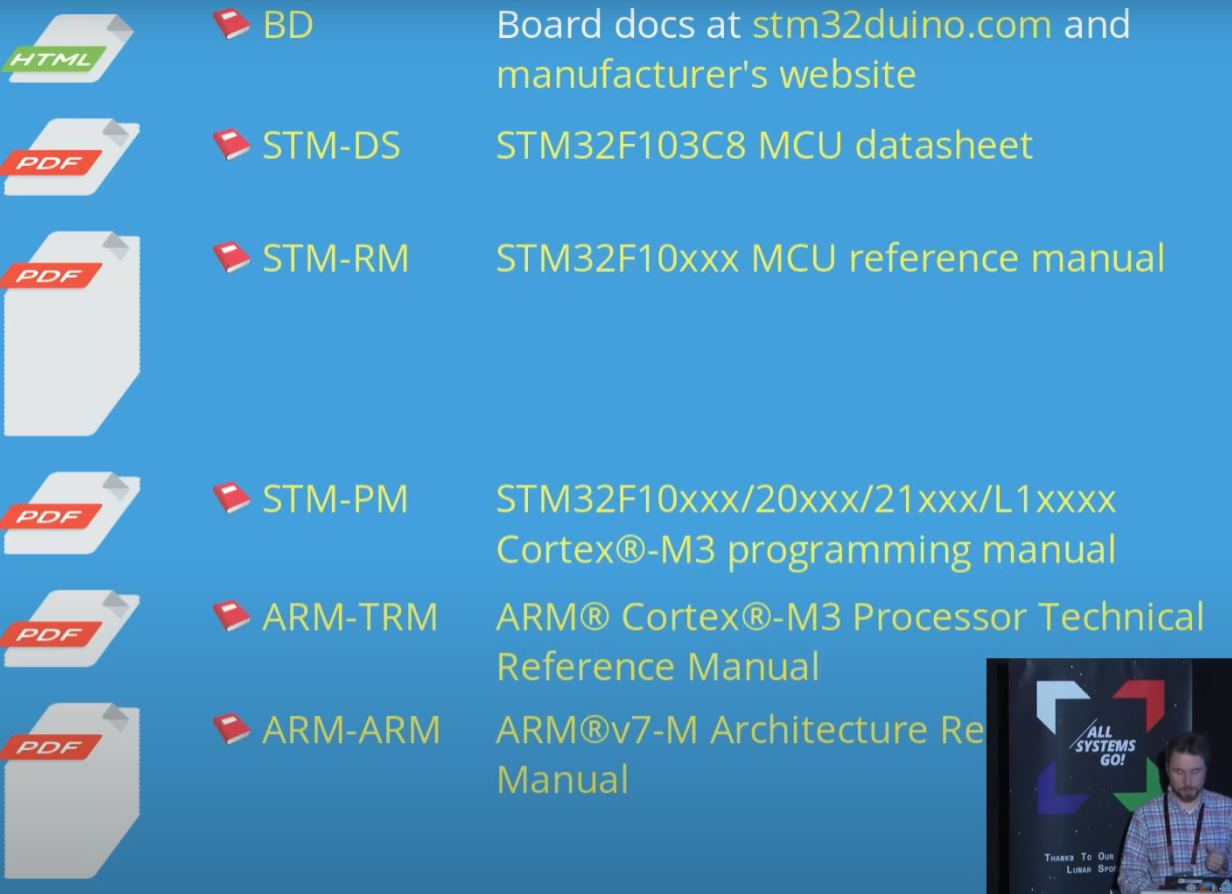 HTML
BD
Board docs at stm32duino.com and
manufacturer's website
PDF
STM-DS
STM32F103C8 MCU datasheet
PDF
STM-RM
STM32F10xxx MCU reference manual
PDF
STM-PM
STM32F10xxx/20xxx/21xxx/L1xxxx
Cortex®-M3 programming manual
PDF
ARM-TRM
ARM® Cortex®-M3 Processor Technical
Reference Manual
PDF
ARM-ARM
ARM®v7-M Architecture Re
Manual
ALL
SYSTEMS
GO!
Thanks To Our
Lunar Spo